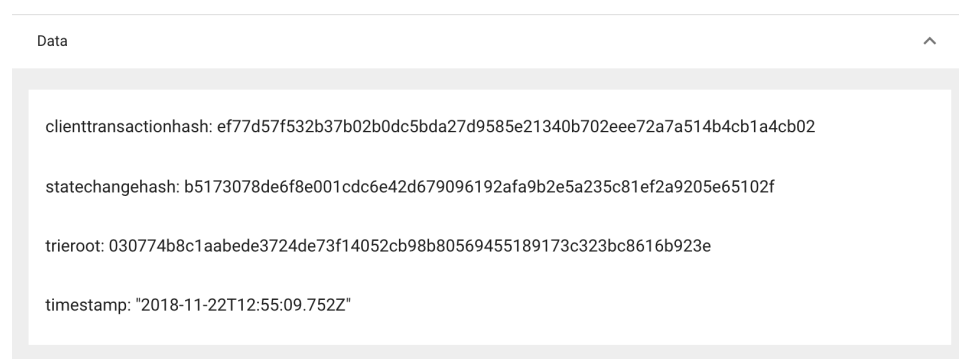 Data
clienttransactionhash: ef77d57f532b37b02b0dc5bda27d9585e21340b702eee72a7a514b4cb1a4cb02
statechangehash: b5173078de6f8e001cdc6e42d679096192afa9b2e5a235c81ef2a9205e65102f
trieroot: 030774b8c1aabede3724de73f14052cb98b80569455189173c323bc8616b923e
timestamp: "2018-11-22T12:55:09.752Z"